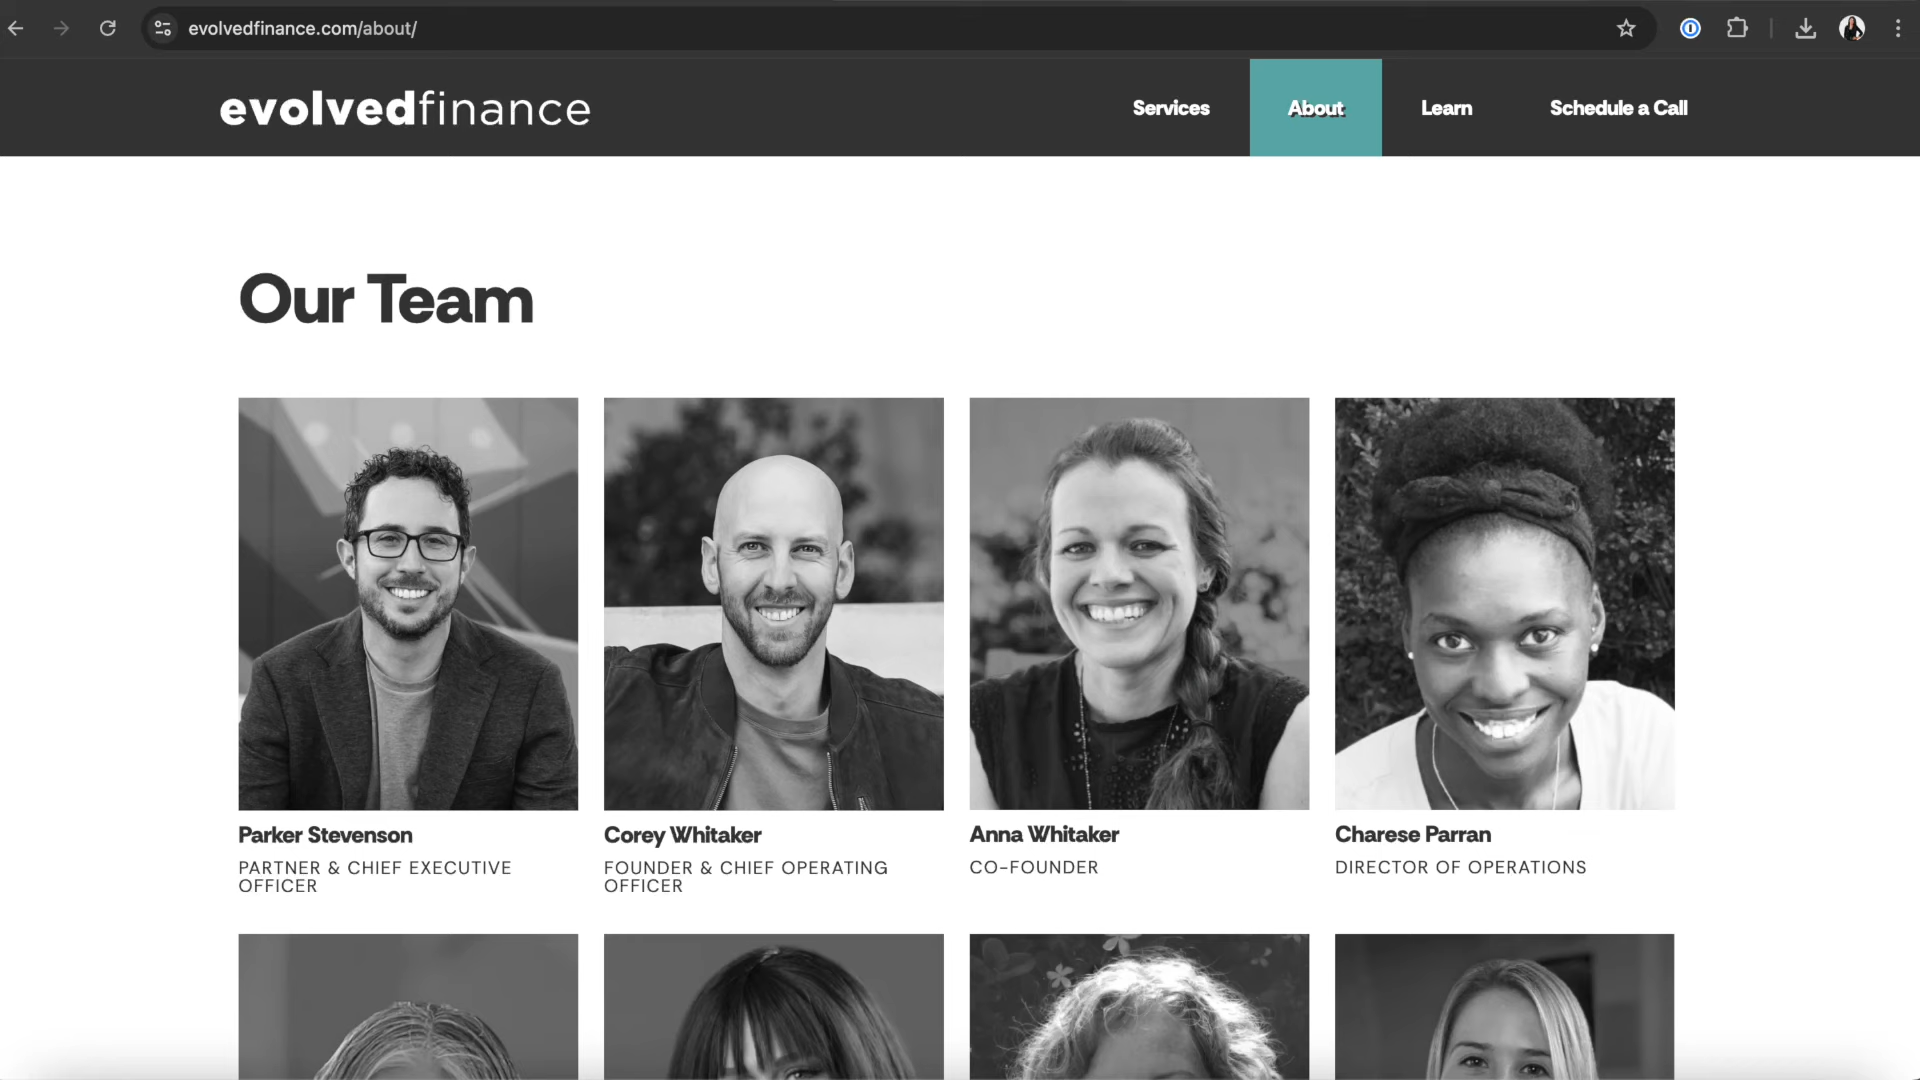 evolvedfinance.com/about/
evolvedfinance
Services
About
Learn
Schedule a Call
Our Team
Parker Stevenson
PARTNER & CHIEF EXECUTIVE
OFFICER
Corey Whitaker
FOUNDER & CHIEF OPERATING
OFFICER
Anna Whitaker
CO-FOUNDER
Charese Parran
DIRECTOR OF OPERATIONS